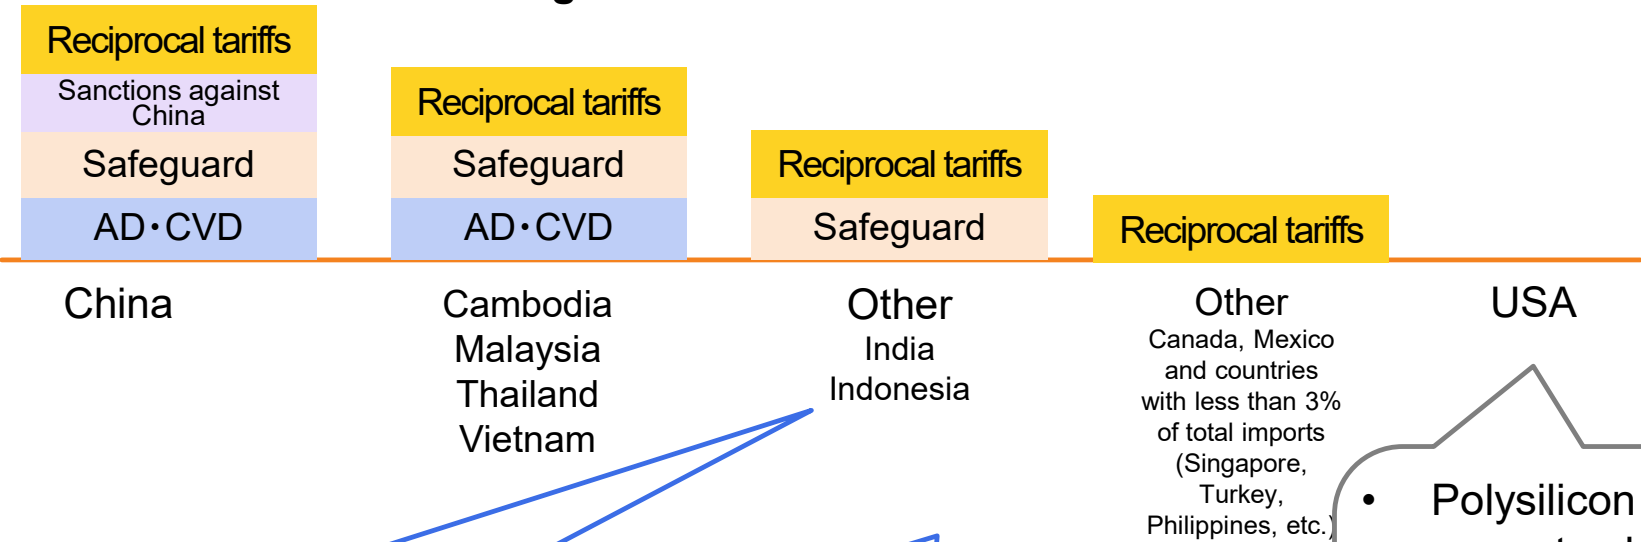 Reciprocal tariffs
Sanctions against
China
Safeguard
AD・CVD
China
Reciprocal tariffs
Safeguard
AD・CVD
Cambodia
Malaysia
Thailand
Vietnam
Reciprocal tariffs
Safeguard
Other
India
Indonesia
Reciprocal tariffs
Other
Canada, Mexico
and countries
with less than 3%
of total imports
(Singapore,
Turkey,
Philippines, etc.)
USA
• Polysilicon